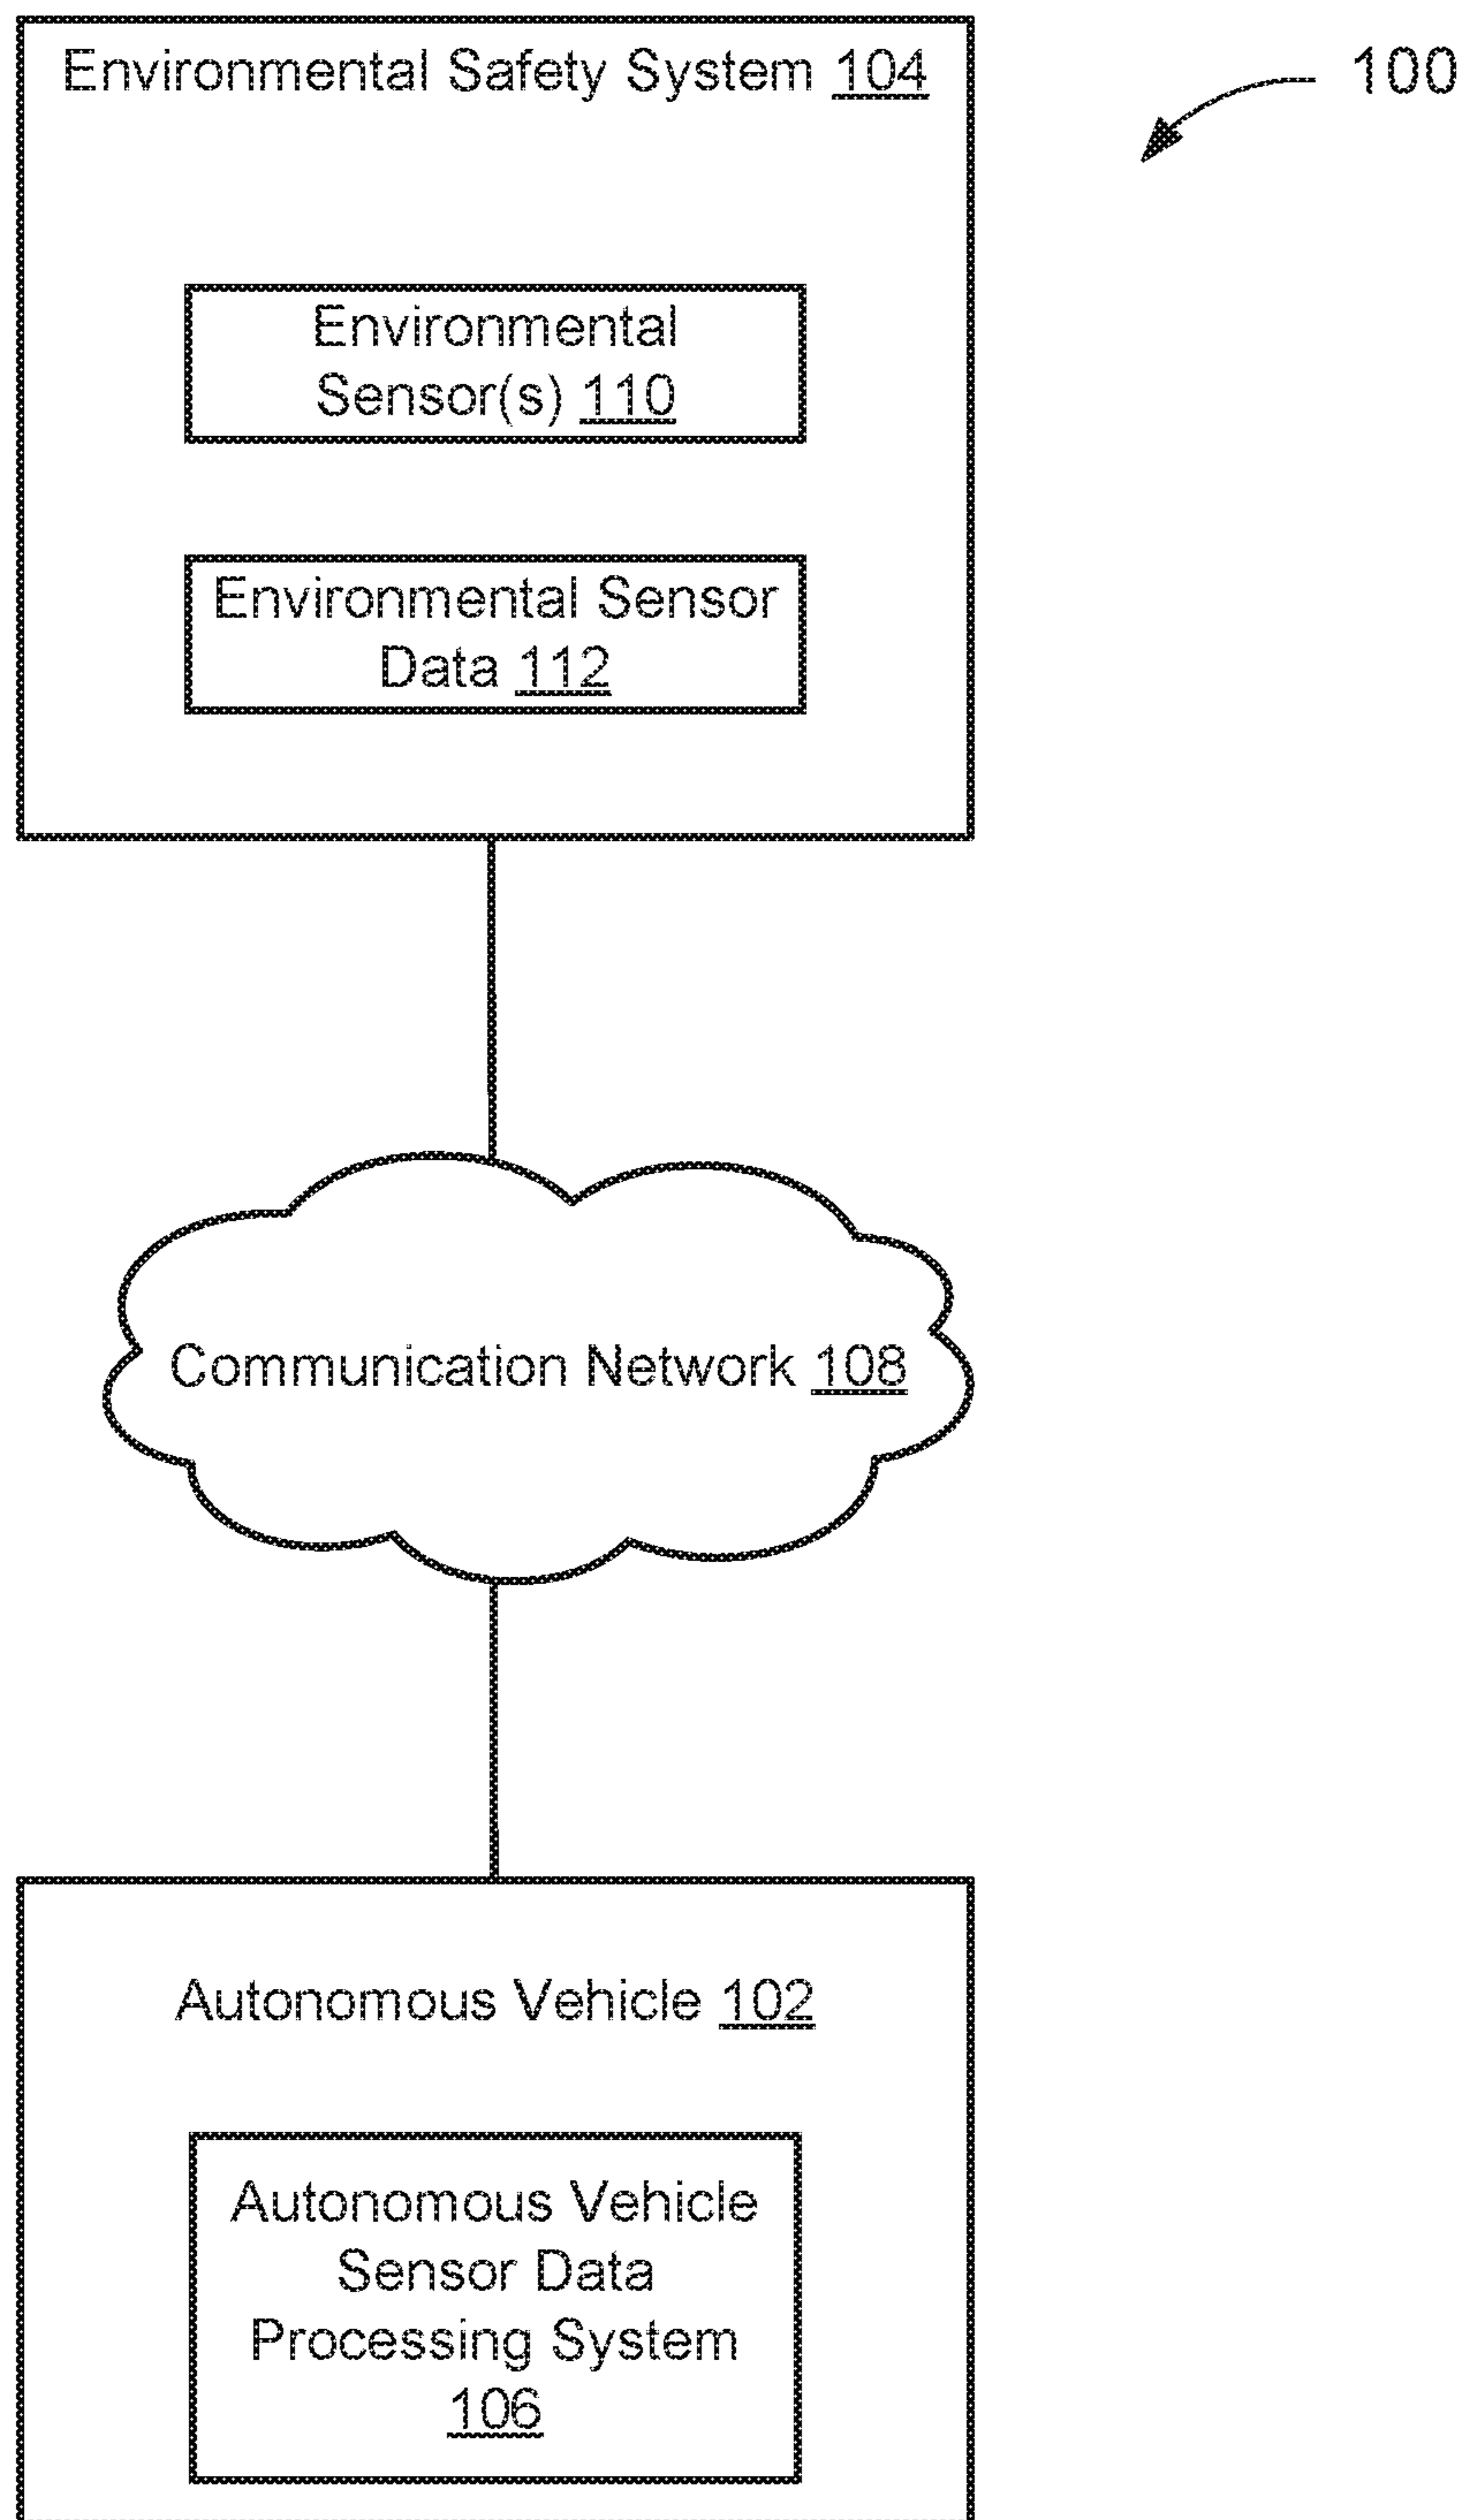 Environmental Safety System 104
100
Environmental
Sensor(s) 110
Environmental Sensor
Data 112
Communication Network 108
Autonomous Vehicle 102
Autonomous Vehicle
Sensor Data
Processing System
106